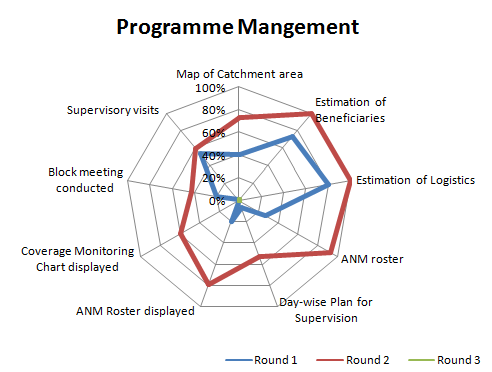 Programme Mangement
Map of Catchment area
Estimation of
Beneficiaries
Estimation of Logistics
ANM roster
Day-wise Plan for
Supervision
ANM Roster displayed
Coverage Monitoring
Chart displayed
Block meeting
conducted
Supervisory visits
100%
80%
60%
40%
20%
0%
Round 1
Round 2
Round 3